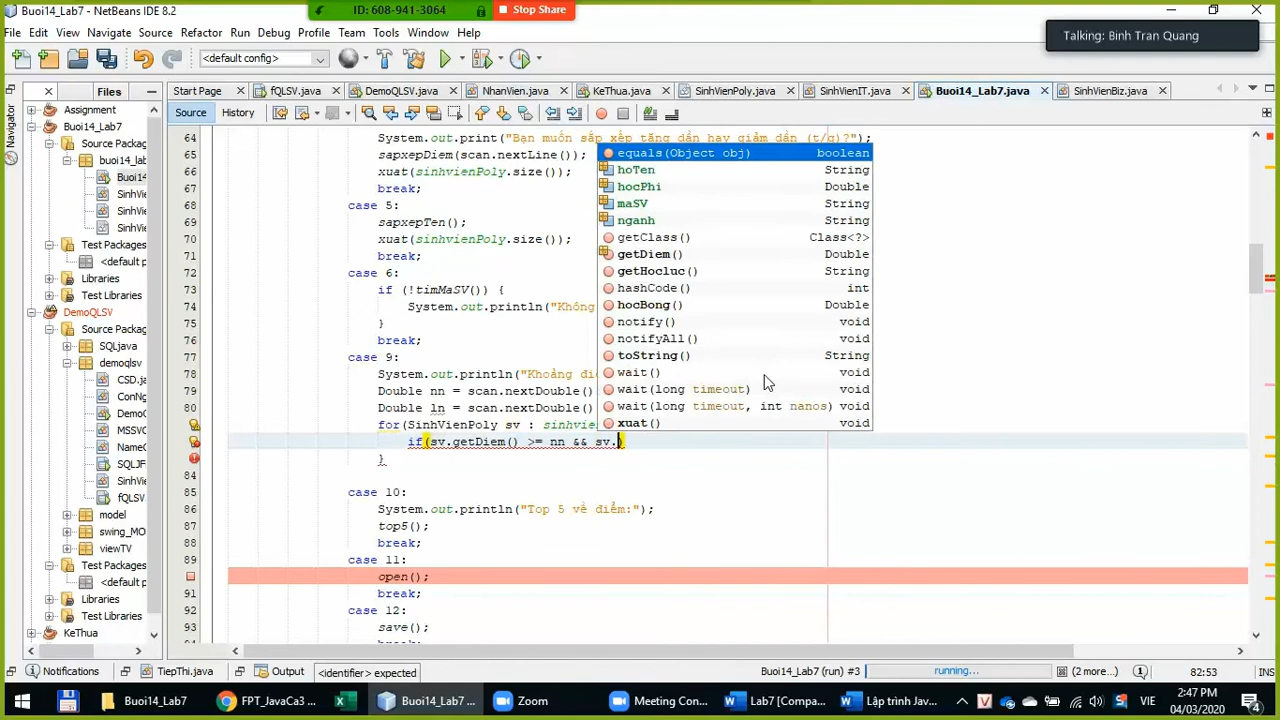 Buoi14_Lab7 - NetBeans IDE 8.2
ID: 608-941-3064
Stop Share
Talking: Binh Tran Quang
File Edit View Navigate Source Refactor Run Debug Profile Team Tools Window Help
<default config>
Files
Start Page fQLSV.java DemoQLSV.java NhanVien.java KeThua.java SinhVienPoly.java SinhVienIT.java Buoi14_Lab7.java SinhVienBiz.java
Navigator
Source History
Assignment
Buoi14_Lab7
Source Packag
buoi14_lab
Buoi14
SinhVi
SinhVi
SinhVi
Test Packages
<default p
Libraries
Test Libraries
DemoQLSV
Source Packag
SQLjava
demoqlsv
CSD.ja
ConNg
DemoC
MSSVC
NameC
SQLJF
SinhVi
fQLSV
model
swing_MO
viewTV
Test Packages
<default p
Libraries
Test Libraries
KeThua
64 System.out.print("Bạn muốn sắp xếp tăng dần hay giảm dần (t/g)?");
65 sapxepDiem(scan.nextLine());
66 xuat(sinhvienPoly.size());
67 break;
68 case 5:
69 sapxepTen();
70 xuat(sinhvienPoly.size());
71 break;
72 case 6:
73 if (!timMaSV()) {
74 System.out.println("Không
75 }
76 break;
77 case 9:
78 System.out.println("Khoảng đi
79 Double nn = scan.nextDouble()
80 Double ln = scan.nextDouble()
for(SinhVienPoly sv : sinhvie
if(sv.getDiem() >= nn && sv.)
}
84
85 case 10:
86 System.out.println("Top 5 về điểm:");
87 top5();
88 break;
89 case 11:
open();
91 break;
92 case 12:
93 save();
equals(Object obj) boolean
hoTen String
hocPhi Double
maSV String
nganh String
getClass() Class<?>
getDiem() Double
getHocluc() String
hashCode() int
hocBong() Double
notify() void
notifyAll() void
toString() String
wait() void
wait(long timeout) void
wait(long timeout, int nanos) void
xuat() void
Notifications TiepThi.java Output <identifier> expected Buoi14_Lab7 (run) #3 running... (2 more...) 82:53 INS
Buoi14_Lab7 FPT_JavaCa3 ... Buoi14_Lab7 ... Zoom Meeting Con... Lab7 [Compa... Lập trình Jav... VIE
2:47 PM
04/03/2020
4